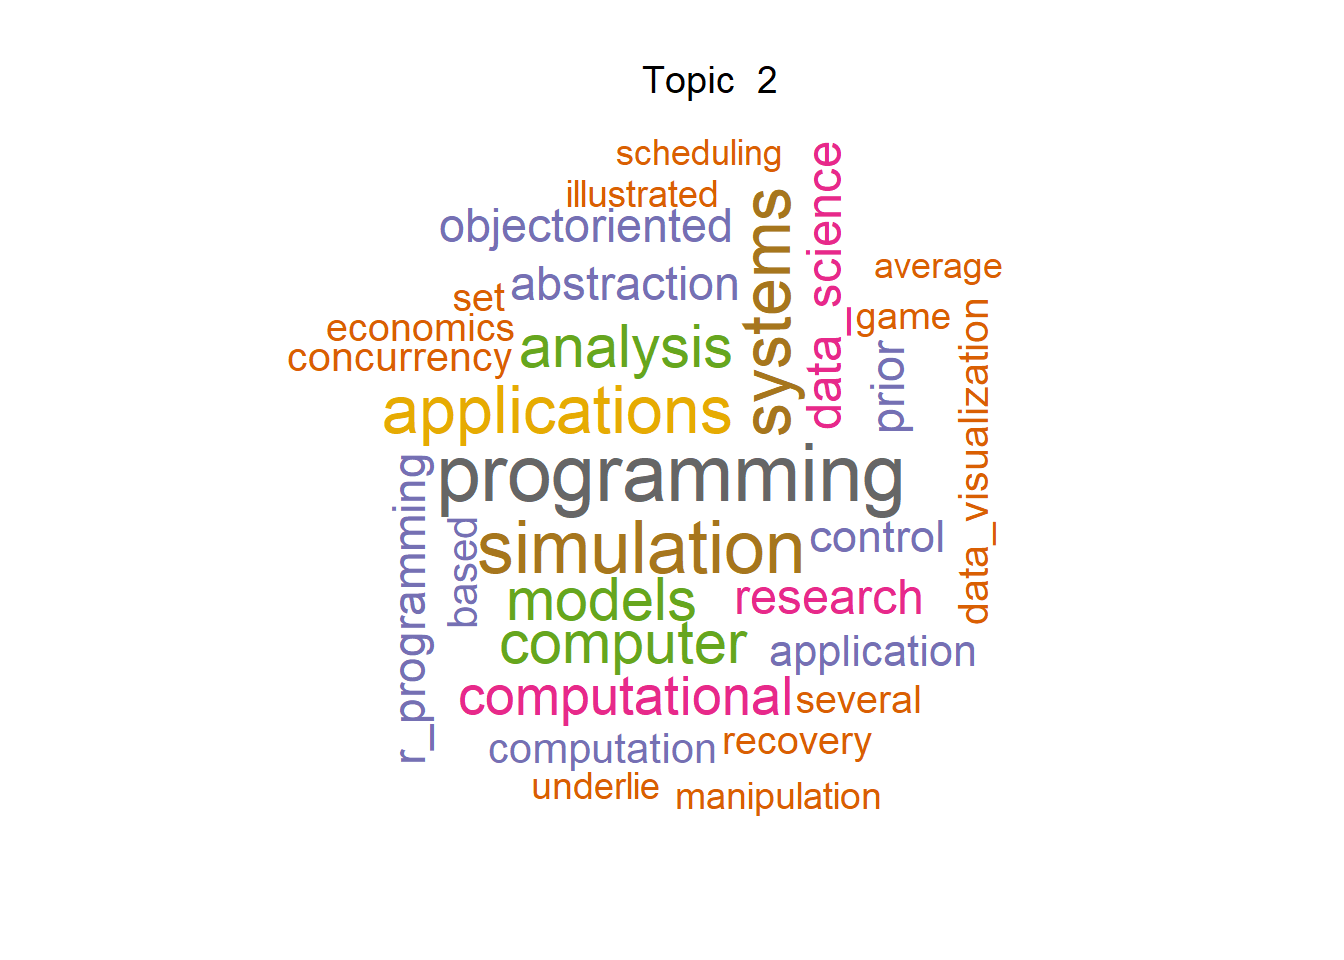 Topic 2
scheduling
illustrated
objectoriented
systems
data_science
average
abstraction
set
game
economics
concurrency
analysis
prior
data_visualization
applications
programming
r_programming
based
simulation
control
models
research
computer
application
computational
several
computation
recovery
underlie
manipulation